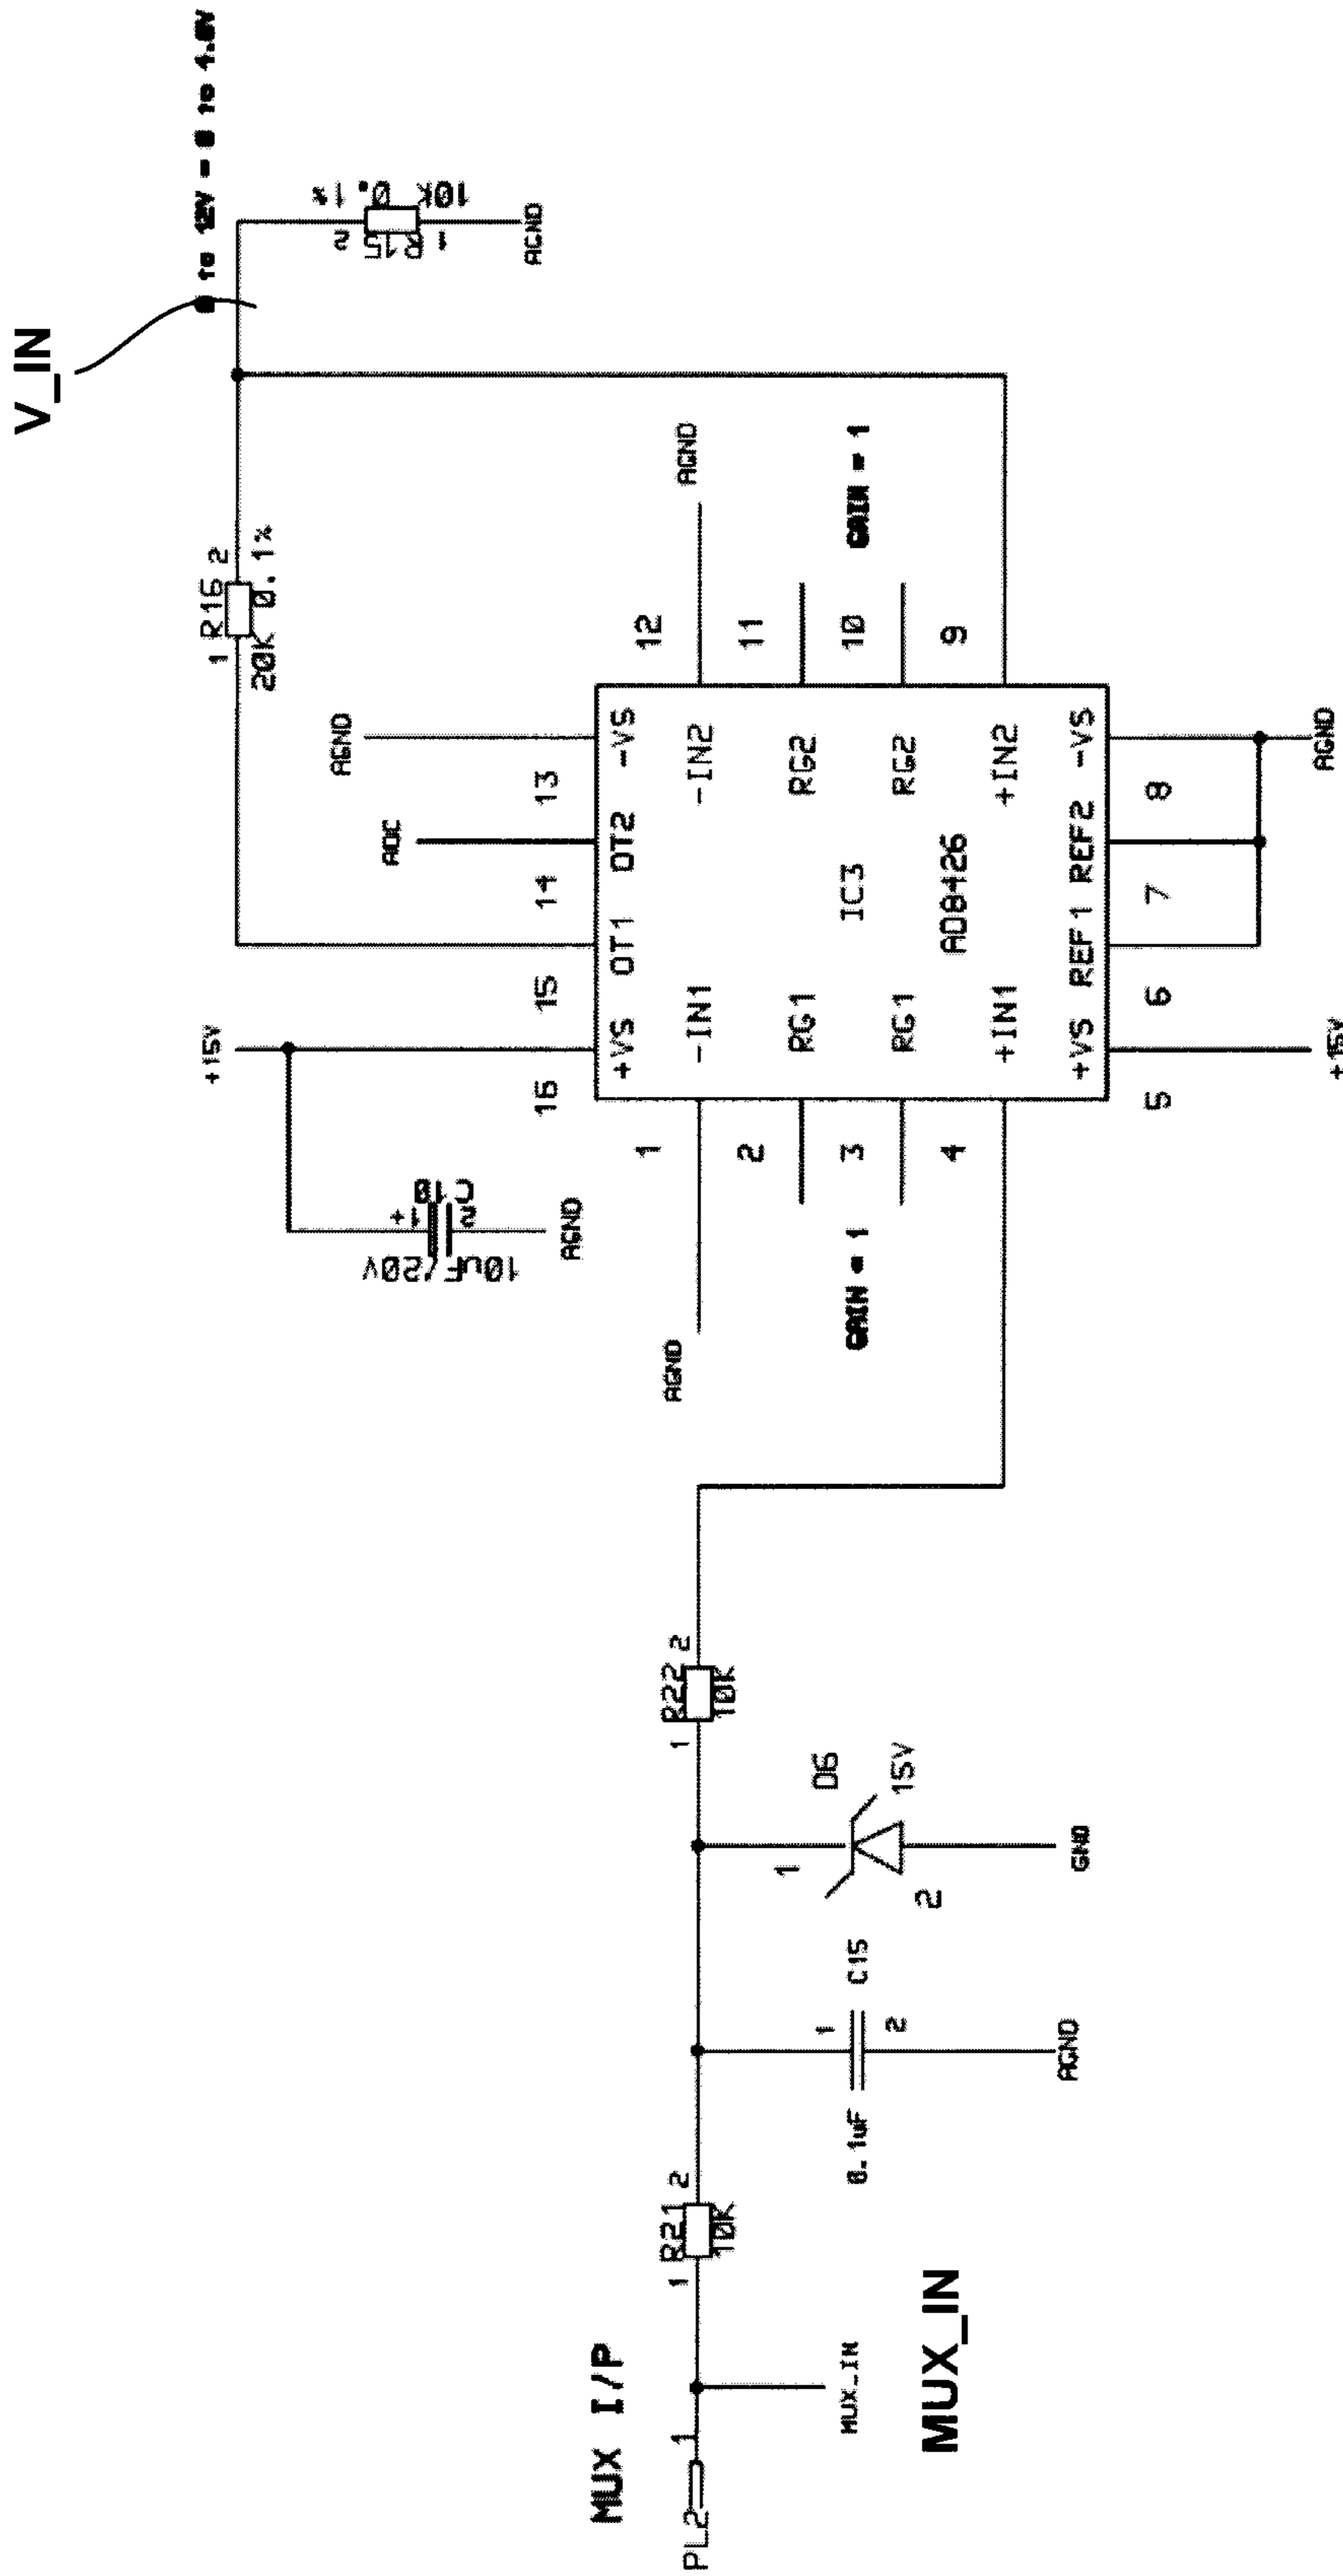 V_IN
to 12V = 0 to 4.0V
R16
1
2
20K 0.1%
R15
1
2
10K 0.1%
AGND
+15V
C10
1+
2
10uF/20V
AGND
AGND
ADC
AGND
GAIN = 1
AGND
GAIN = 1
16
15
14
13
+VS
OT1
OT2
-VS
1
2
3
4
-IN1
RG1
RG1
+IN1
IC3
AD8426
-IN2
RG2
RG2
+IN2
12
11
10
9
+VS
REF1
REF2
-VS
5
6
7
8
+15V
AGND
MUX I/P
PL2
1
MUX_IN
MUX_IN
R21
1
2
10K
0.1uF
C15
1
2
AGND
D6
15V
1
2
GND
R22
1
2
10K